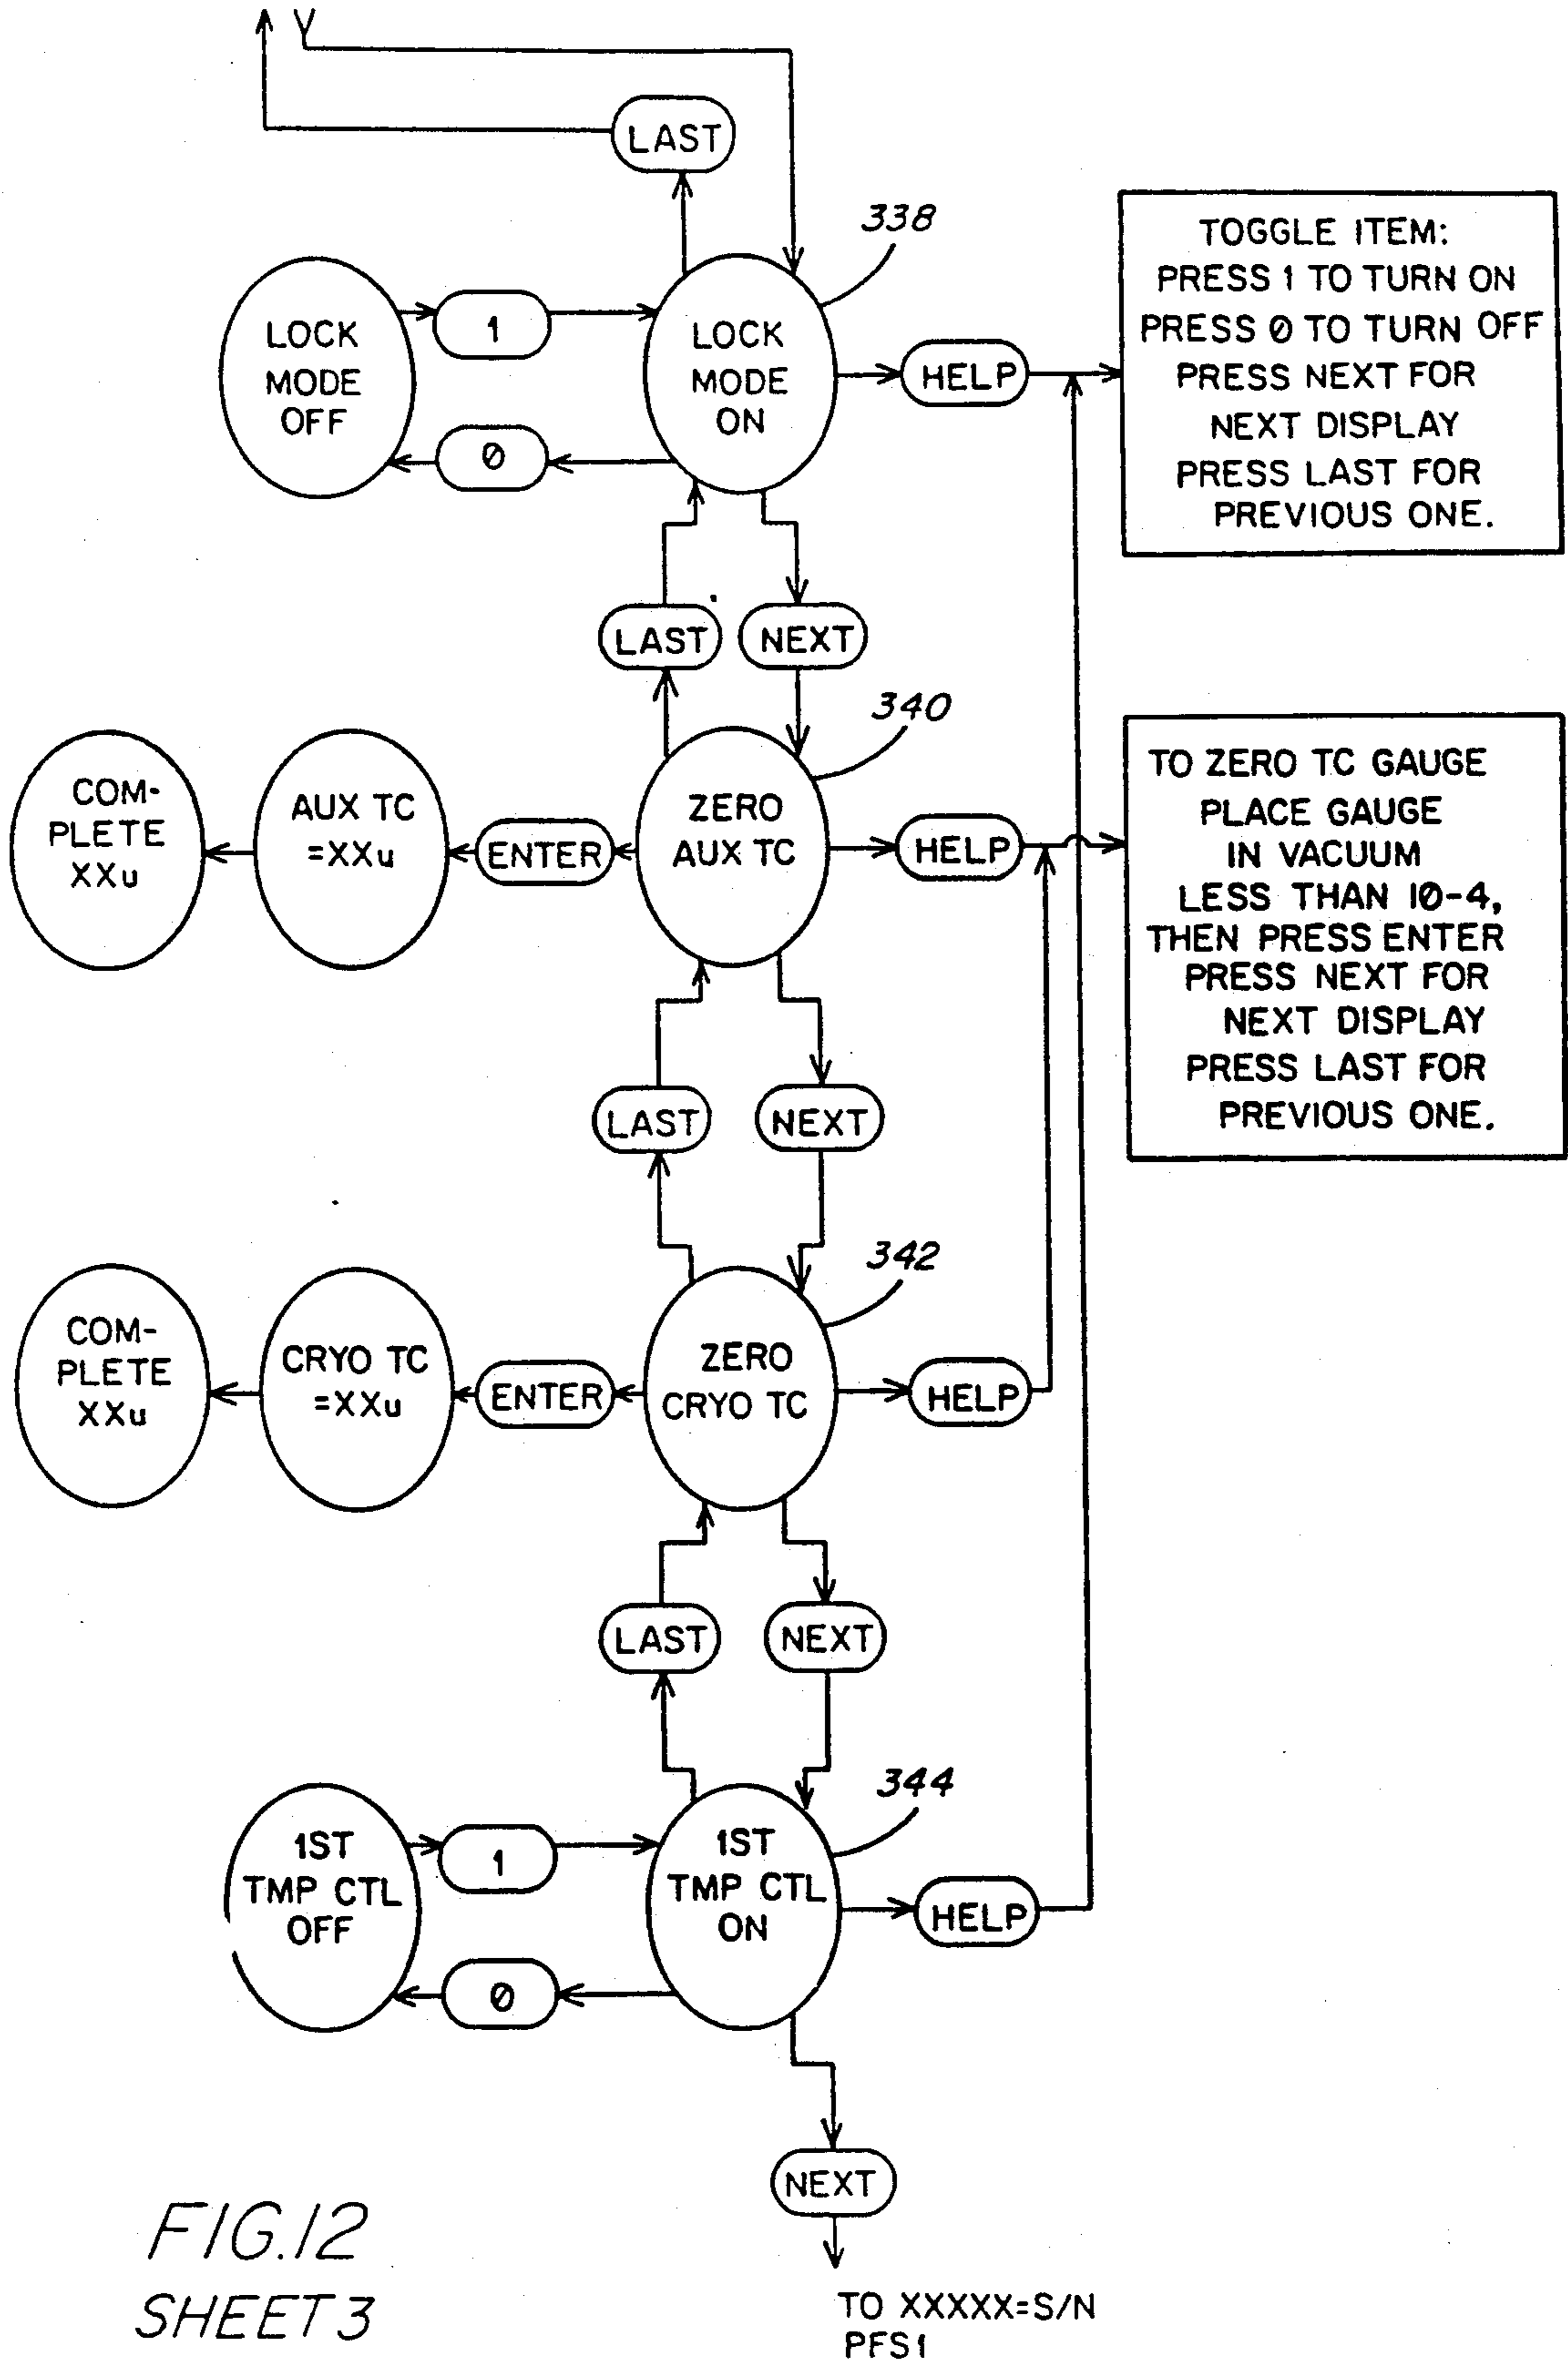 LAST
338
LOCK
MODE
OFF
1
0
LOCK
MODE
ON
HELP
TOGGLE ITEM:
PRESS 1 TO TURN ON
PRESS 0 TO TURN OFF
PRESS NEXT FOR
NEXT DISPLAY
PRESS LAST FOR
PREVIOUS ONE.
LAST
NEXT
340
COM-
PLETE
XXu
AUX TC
=XXu
ENTER
ZERO
AUX TC
HELP
TO ZERO TC GAUGE
PLACE GAUGE
IN VACUUM
LESS THAN 10-4,
THEN PRESS ENTER
PRESS NEXT FOR
NEXT DISPLAY
PRESS LAST FOR
PREVIOUS ONE.
LAST
NEXT
342
COM-
PLETE
XXu
CRYO TC
=XXu
ENTER
ZERO
CRYO TC
HELP
LAST
NEXT
344
1ST
TMP CTL
OFF
1
0
1ST
TMP CTL
ON
HELP
NEXT
TO XXXXX=S/N
PFS1
FIG.12
SHEET 3